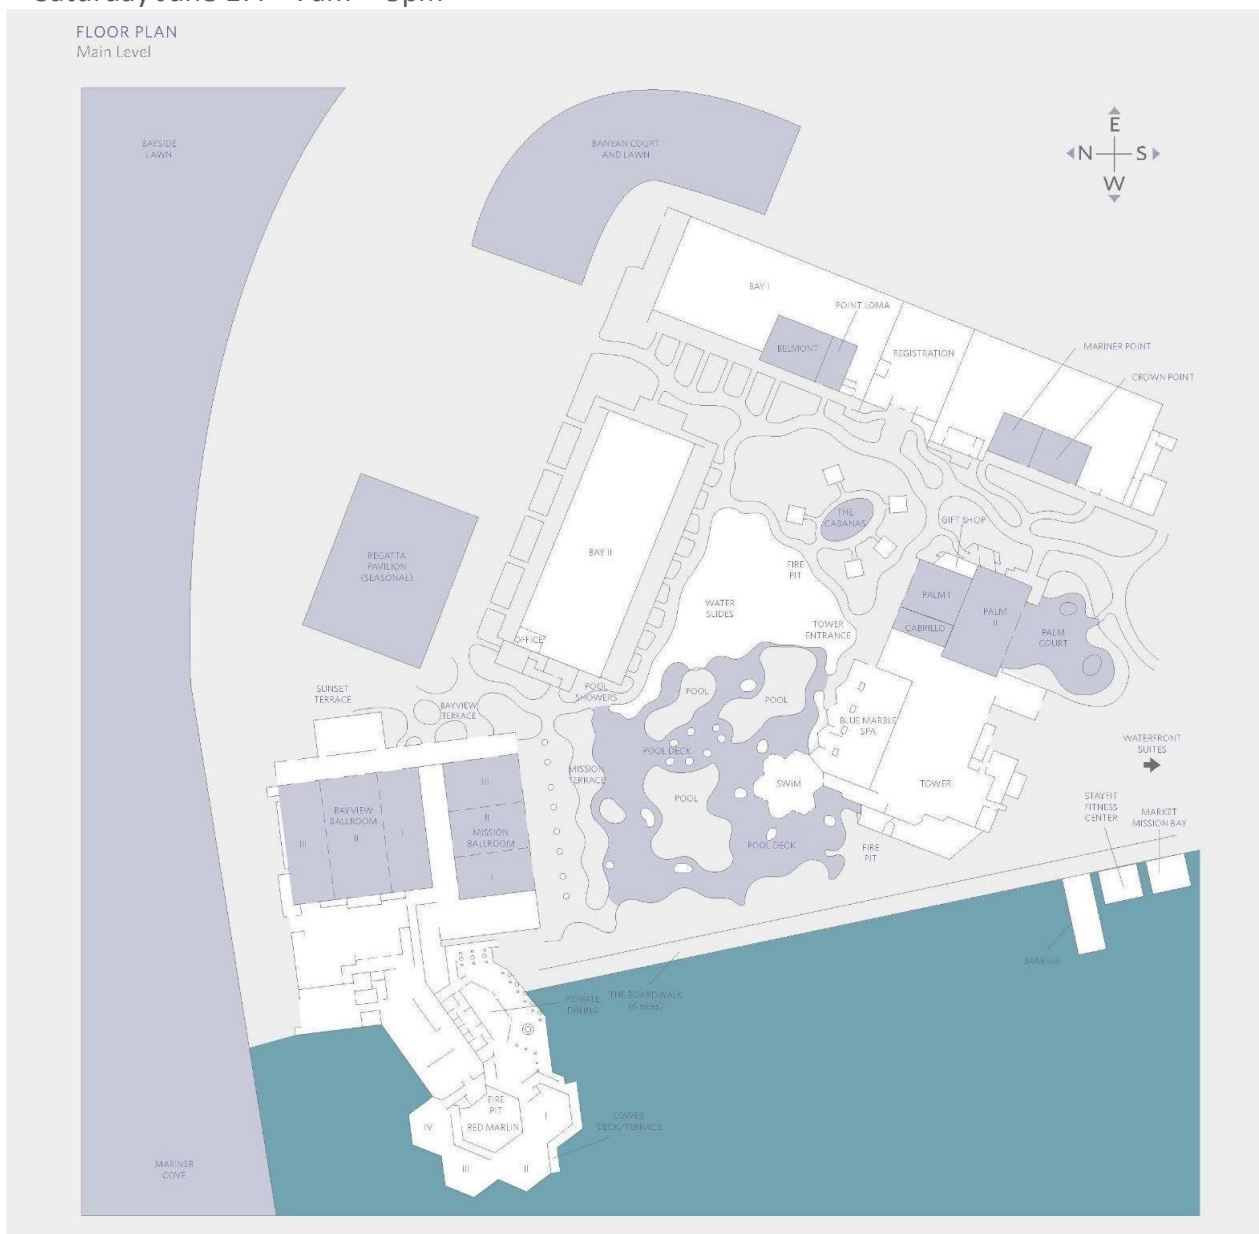 FLOOR PLAN
Main Level
BAYSIDE
LAWN
BANYAN COURT
AND LAWN
E
N
S
W
BAY I
POINT LOMA
BELMONT
REGISTRATION
MARINER POINT
CROWN POINT
THE
CABANAS
GIFT SHOP
BAY II
REGATTA
PAVILION
(SEASONAL)
FIRE
PIT
WATER
SLIDES
TOWER
ENTRANCE
PALM I
CABRILLO
PALM
II
PALM
COURT
OFFICE
POOL
SHOWERS
SUNSET
TERRACE
BAYVIEW
TERRACE
POOL
POOL
BLUE MARBLE
SPA
WATERFRONT
SUITES
POOL DECK
MISSION
TERRACE
SWIM
TOWER
POOL
STAYFIT
FITNESS
CENTER
MARKET
MISSION BAY
BAYVIEW
BALLROOM
III
II
I
III
II
MISSION
BALLROOM
I
POOL DECK
FIRE
PIT
MARINA
PRIVATE
DINING
THE BOARDWALK
FIRE
PIT
RED MARLIN
I
II
III
IV
LOWER
DECK/TERRACE
MARINER
COVE